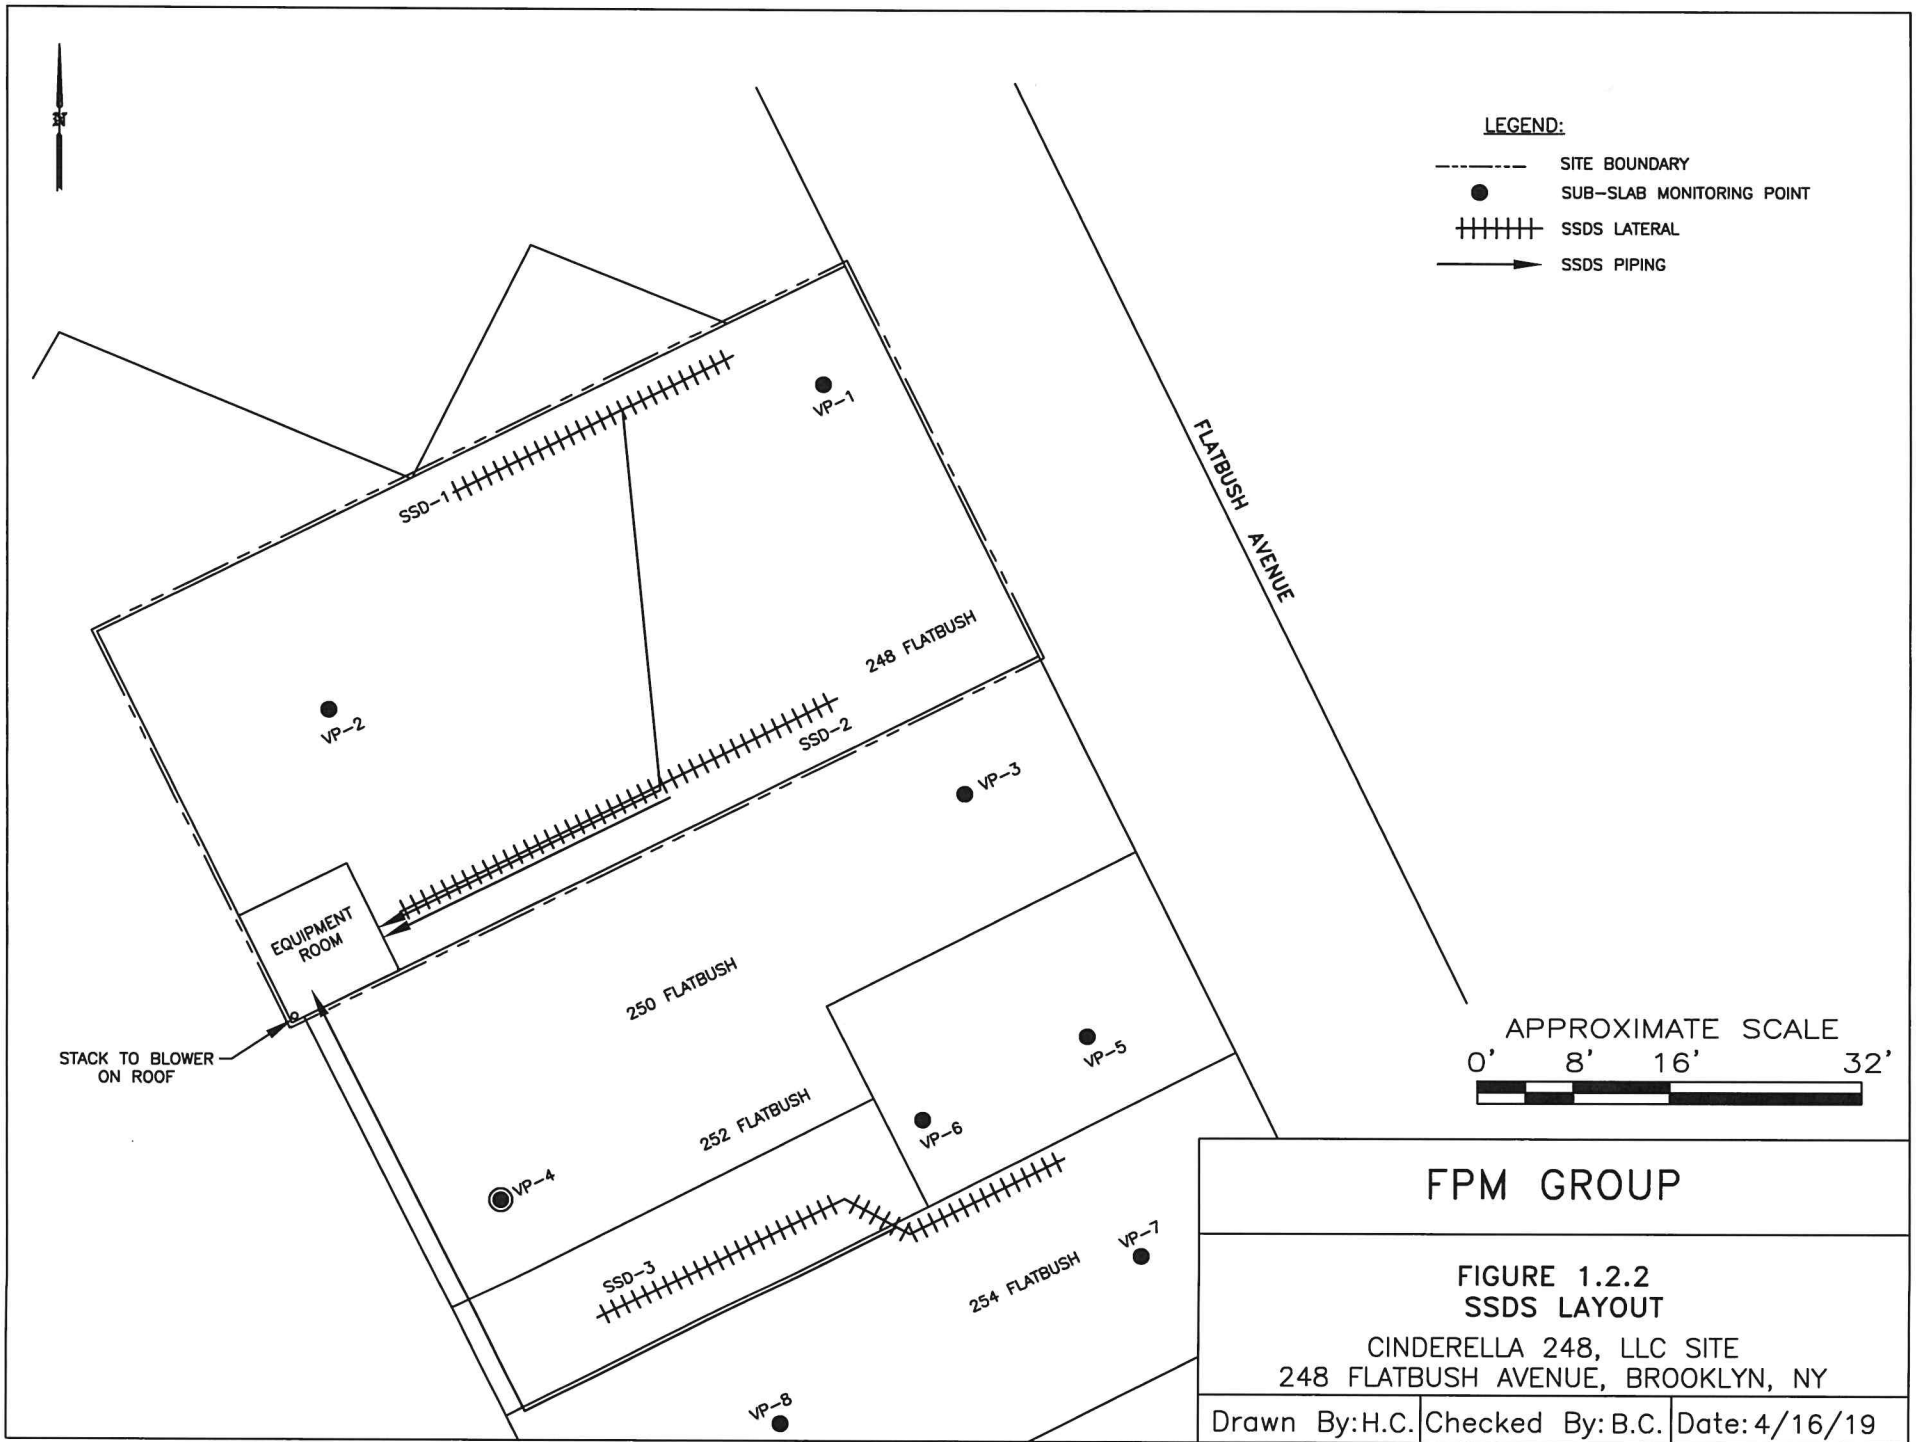 N
LEGEND:
SITE BOUNDARY
SUB-SLAB MONITORING POINT
SSDS LATERAL
SSDS PIPING
VP-1
FLATBUSH AVENUE
SSD-1
248 FLATBUSH
VP-2
SSD-2
VP-3
EQUIPMENT
ROOM
250 FLATBUSH
STACK TO BLOWER
ON ROOF
APPROXIMATE SCALE
0' 8' 16' 32'
VP-5
252 FLATBUSH
VP-6
VP-4
VP-7
SSD-3
254 FLATBUSH
VP-8
FPM GROUP
FIGURE 1.2.2
SSDS LAYOUT
CINDERELLA 248, LLC SITE
248 FLATBUSH AVENUE, BROOKLYN, NY
Drawn By:H.C. Checked By:B.C. Date:4/16/19